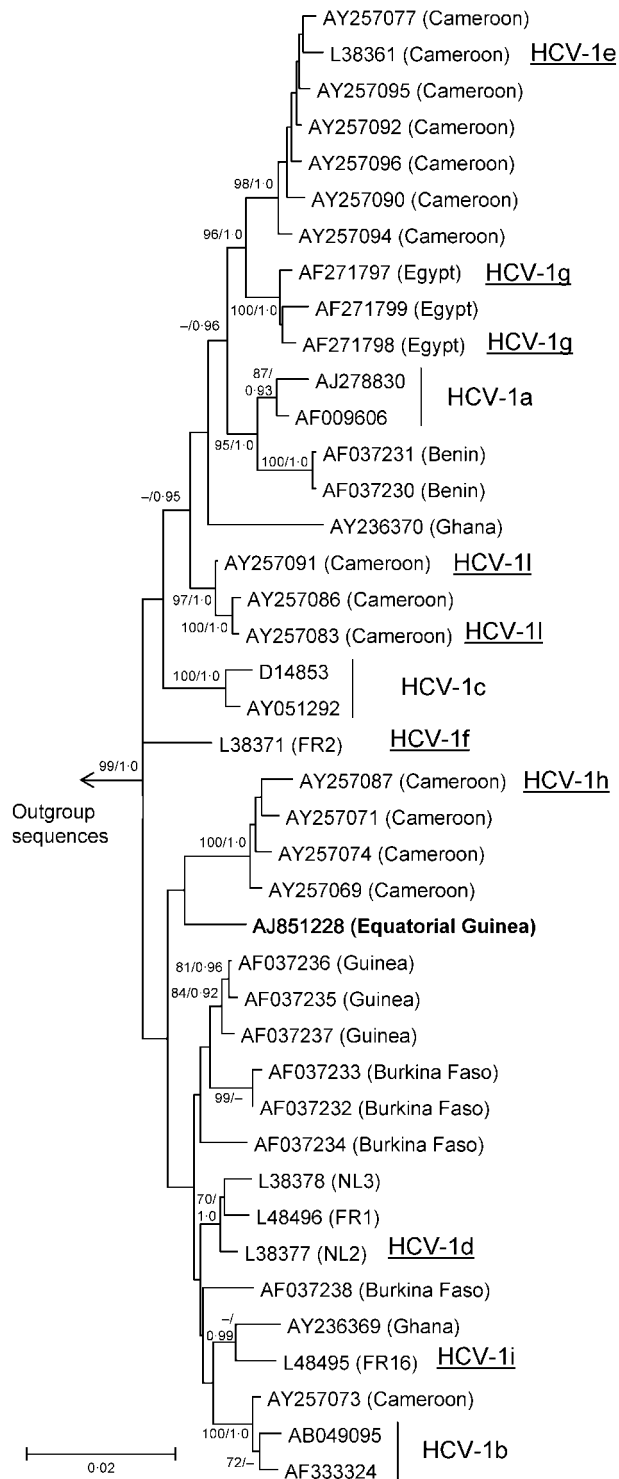 AY257077 (Cameroon)
L38361 (Cameroon) HCV-1e
AY257095 (Cameroon)
AY257092 (Cameroon)
AY257096 (Cameroon)
98/1·0
AY257090 (Cameroon)
96/1·0
AY257094 (Cameroon)
AF271797 (Egypt) HCV-1g
100/1·0
AF271799 (Egypt)
–/0·96
AF271798 (Egypt) HCV-1g
87/
0·93
AJ278830
HCV-1a
AF009606
95/1·0
AF037231 (Benin)
100/1·0
AF037230 (Benin)
–/0·95
AY236370 (Ghana)
AY257091 (Cameroon) HCV-1l
97/1·0
AY257086 (Cameroon)
100/1·0
AY257083 (Cameroon) HCV-1l
100/1·0
D14853
HCV-1c
AY051292
L38371 (FR2) HCV-1f
99/1·0
Outgroup
sequences
AY257087 (Cameroon) HCV-1h
AY257071 (Cameroon)
100/1·0
AY257074 (Cameroon)
AY257069 (Cameroon)
AJ851228 (Equatorial Guinea)
81/0·96
AF037236 (Guinea)
84/0·92
AF037235 (Guinea)
AF037237 (Guinea)
AF037233 (Burkina Faso)
99/–
AF037232 (Burkina Faso)
AF037234 (Burkina Faso)
L38378 (NL3)
70/
1·0
L48496 (FR1)
L38377 (NL2) HCV-1d
AF037238 (Burkina Faso)
–/
0·99
AY236369 (Ghana)
L48495 (FR16) HCV-1i
AY257073 (Cameroon)
100/1·0
AB049095
HCV-1b
72/–
AF333324
0·02